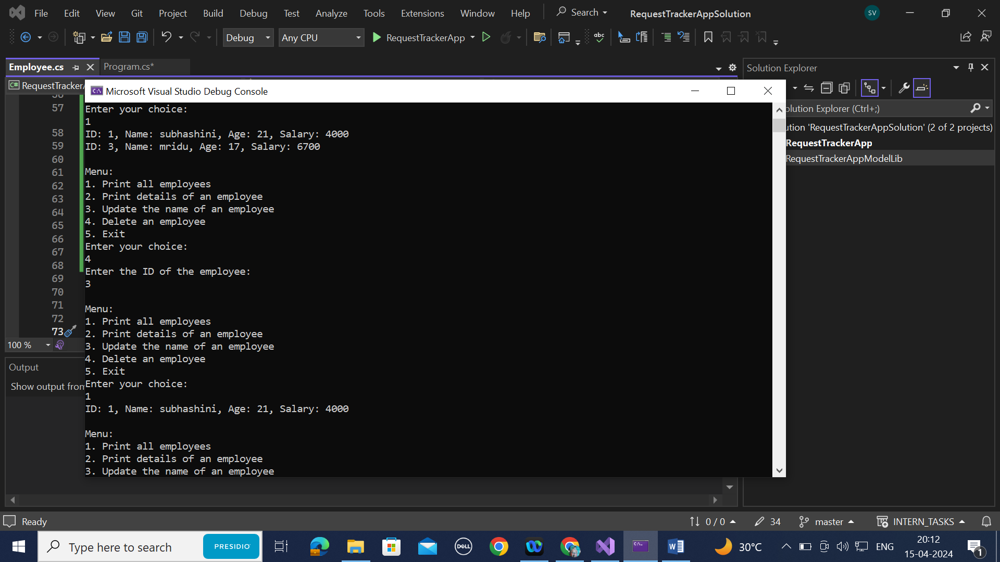 File Edit View Git Project Build Debug Test Analyze Tools Extensions Window Help Search RequestTrackerAppSolution SV
Debug Any CPU RequestTrackerApp
Employee.cs Program.cs*
Solution Explorer
RequestTracker
Microsoft Visual Studio Debug Console
Enter your choice:
1
ID: 1, Name: subhashini, Age: 21, Salary: 4000
ID: 3, Name: mridu, Age: 17, Salary: 6700
Menu:
1. Print all employees
2. Print details of an employee
3. Update the name of an employee
4. Delete an employee
5. Exit
Enter your choice:
4
Enter the ID of the employee:
3
Menu:
1. Print all employees
2. Print details of an employee
3. Update the name of an employee
4. Delete an employee
5. Exit
Enter your choice:
1
ID: 1, Name: subhashini, Age: 21, Salary: 4000
Menu:
1. Print all employees
2. Print details of an employee
3. Update the name of an employee
57
58
59
60
61
62
63
64
65
66
67
68
69
70
71
72
73
100 %
Output
Show output from
olution Explorer (Ctrl+;)
ution 'RequestTrackerAppSolution' (2 of 2 projects)
RequestTrackerApp
RequestTrackerAppModelLib
Ready 0 / 0 34 master INTERN_TASKS
Type here to search PRESIDIO DELL 30°C ENG 20:12
15-04-2024
1